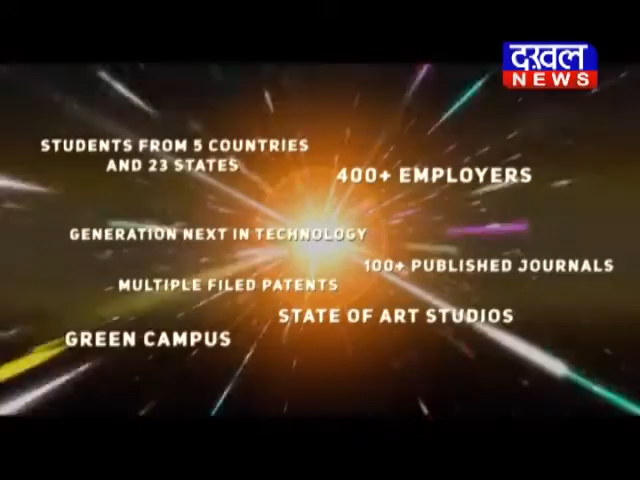 दख़ल
NEWS
STUDENTS FROM 5 COUNTRIES
AND 23 STATES
400+ EMPLOYERS
GENERATION NEXT IN TECHNOLOGY
100+ PUBLISHED JOURNALS
MULTIPLE FILED PATENTS
STATE OF ART STUDIOS
GREEN CAMPUS